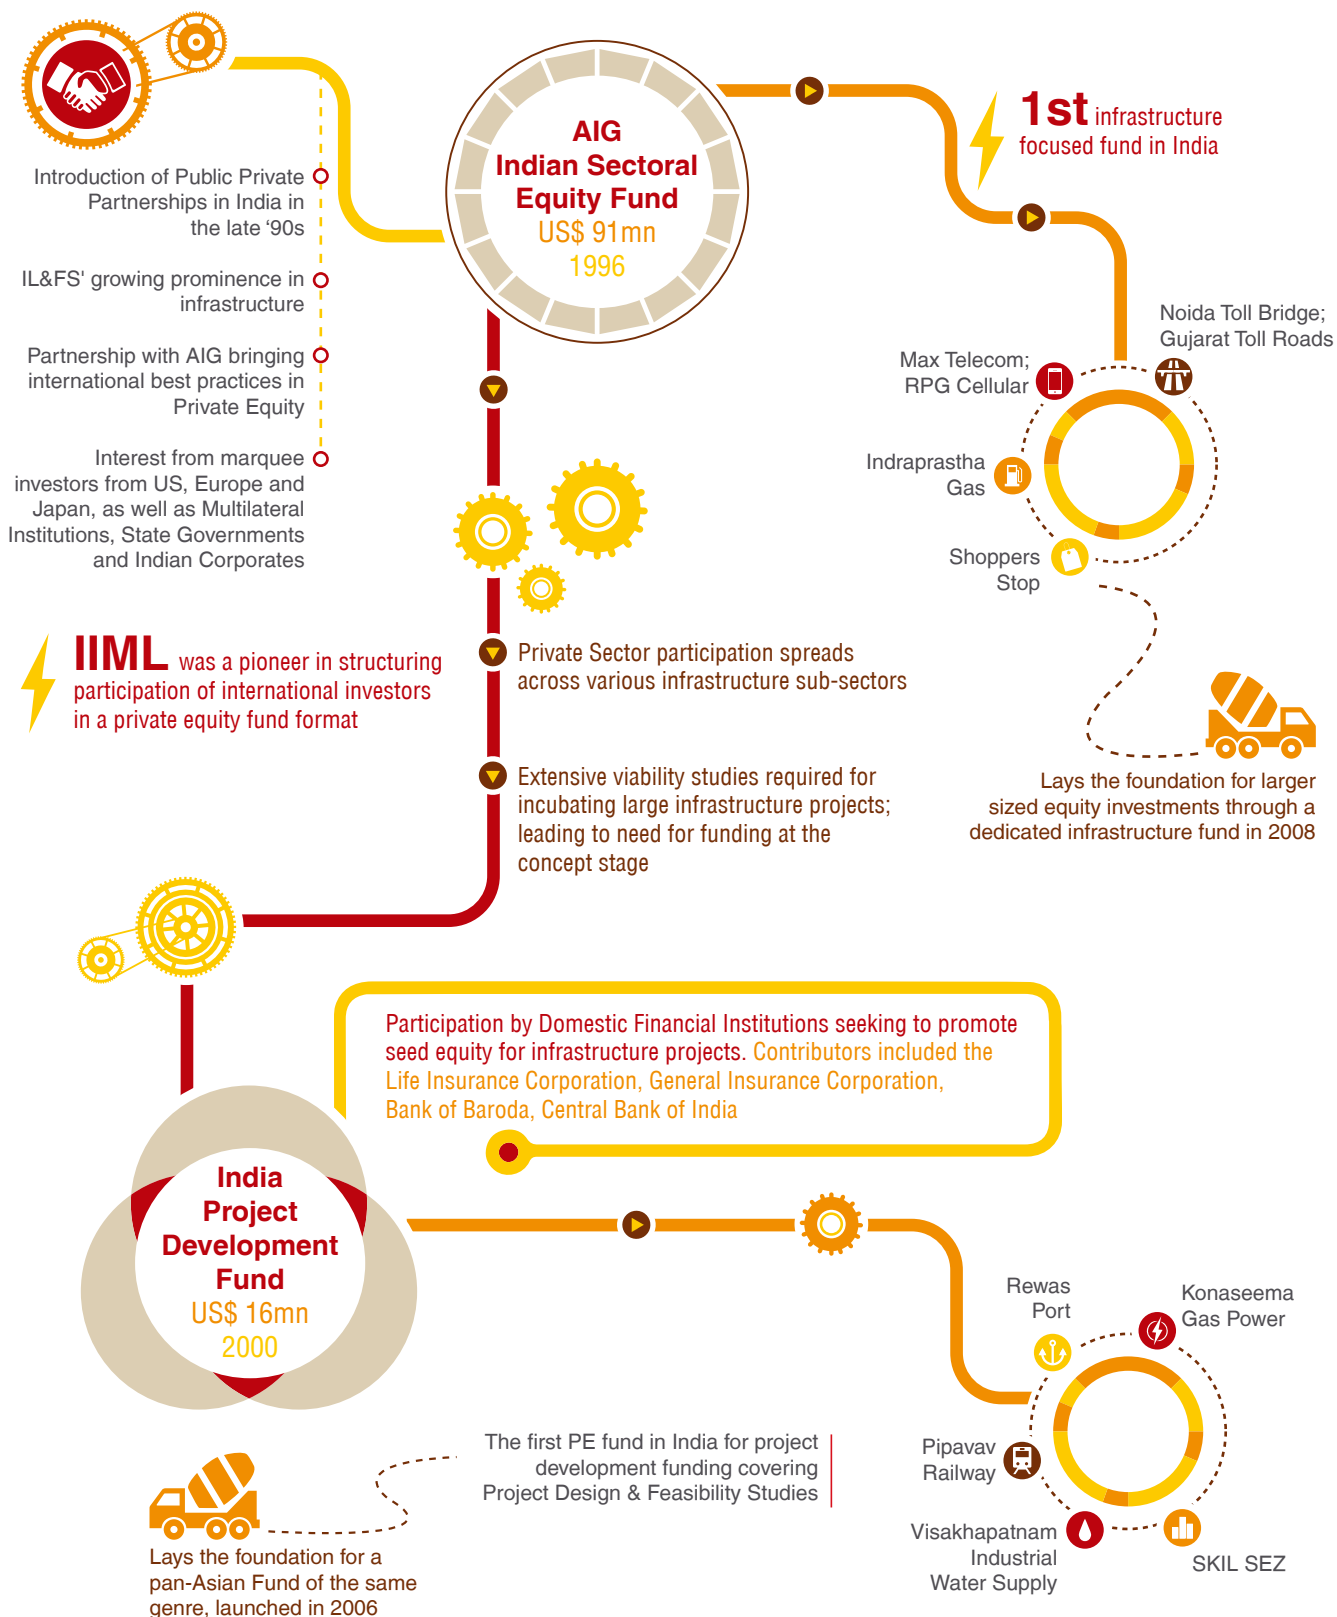 AIG
Indian Sectoral
Equity Fund
US$ 91mn
1996
1st infrastructure
focused fund in India
Introduction of Public Private
Partnerships in India in
the late ‘90s
IL&FS' growing prominence in
infrastructure
Partnership with AIG bringing
international best practices in
Private Equity
Interest from marquee
investors from US, Europe and
Japan, as well as Multilateral
Institutions, State Governments
and Indian Corporates
Noida Toll Bridge;
Gujarat Toll Roads
Max Telecom;
RPG Cellular
Indraprastha
Gas
Shoppers
Stop
IIML was a pioneer in structuring
participation of international investors
in a private equity fund format
Private Sector participation spreads
across various infrastructure sub-sectors
Extensive viability studies required for
incubating large infrastructure projects;
leading to need for funding at the
concept stage
Lays the foundation for larger
sized equity investments through a
dedicated infrastructure fund in 2008
Participation by Domestic Financial Institutions seeking to promote
seed equity for infrastructure projects. Contributors included the
Life Insurance Corporation, General Insurance Corporation,
Bank of Baroda, Central Bank of India
India
Project
Development
Fund
US$ 16mn
2000
Rewas
Port
Konaseema
Gas Power
Pipavav
Railway
Visakhapatnam
Industrial
Water Supply
SKIL SEZ
The first PE fund in India for project
development funding covering
Project Design & Feasibility Studies
Lays the foundation for a
pan-Asian Fund of the same
genre, launched in 2006